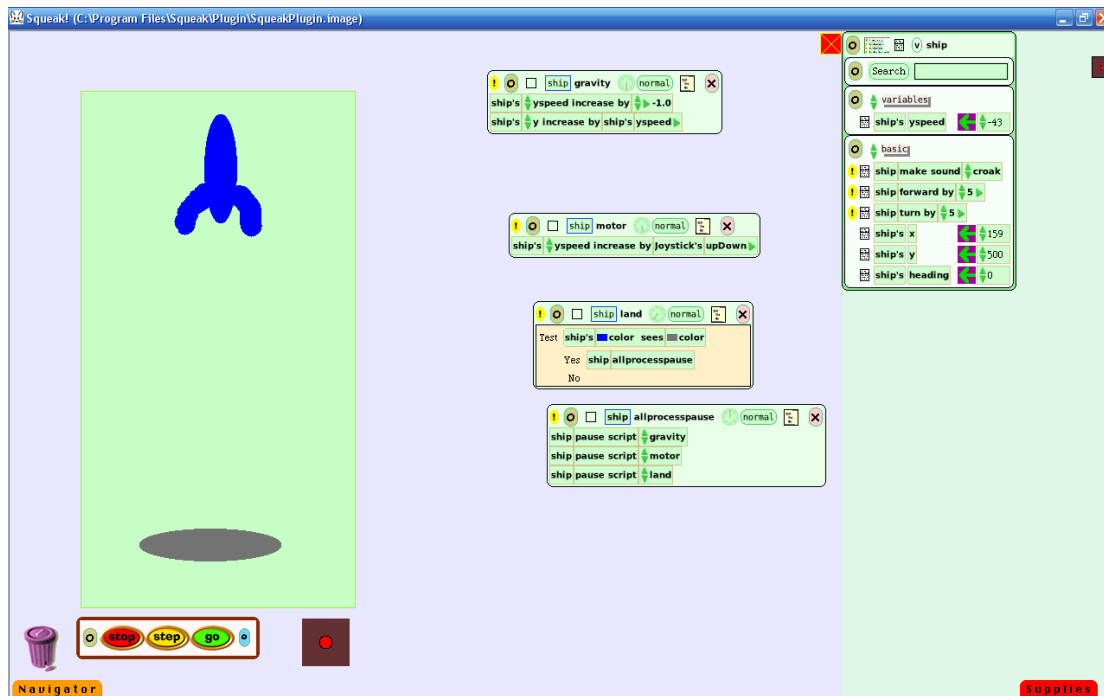 Squeak! (C:\Program Files\Squeak\Plugin\SqueakPlugin.image)
! ship gravity normal
ship's yspeed increase by -1.0
ship's y increase by ship's yspeed
! ship motor normal
ship's yspeed increase by Joystick's upDown
! ship land normal
Test ship's color sees color
Yes ship allprocesspause
No
! ship allprocesspause normal
ship pause script gravity
ship pause script motor
ship pause script land
v ship
Search
variables
ship's yspeed -43
basic
! ship make sound croak
! ship forward by 5
! ship turn by 5
ship's x 159
ship's y 500
ship's heading 0
stop step go
Navigator
Supplies